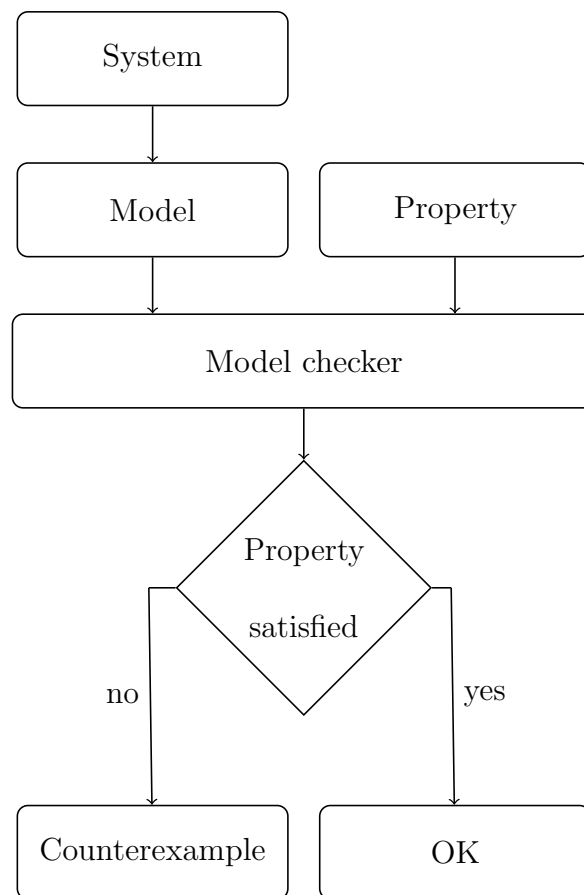 System
Model
Property
Model checker
Property
satisfied
no
yes
Counterexample
OK